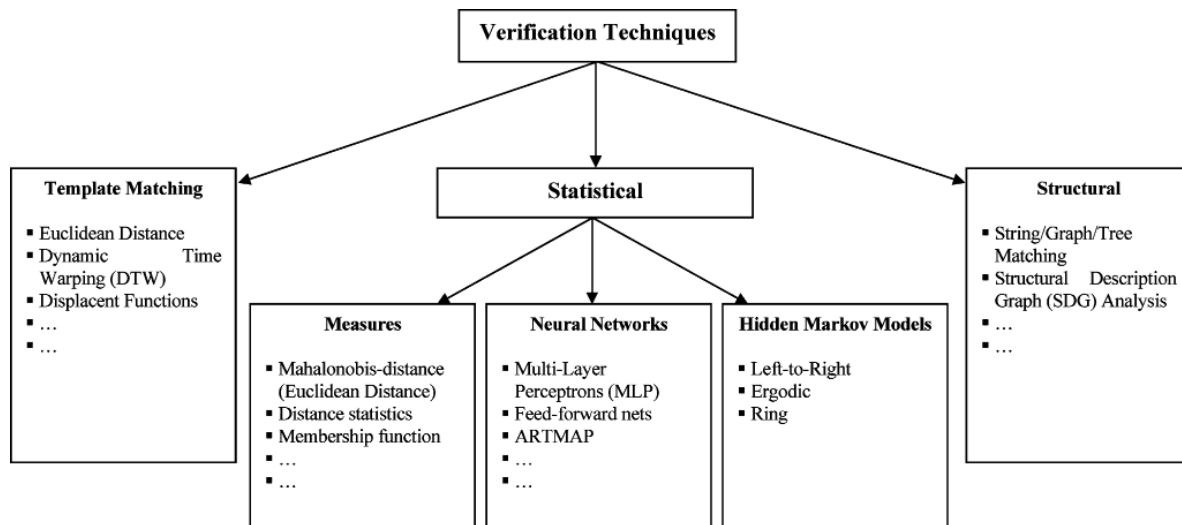 Verification Techniques
Template Matching
▪ Euclidean Distance
▪ Dynamic Time
Warping (DTW)
▪ Displacent Functions
▪ …
▪ …
Statistical
Structural
▪ String/Graph/Tree
Matching
▪ Structural Description
Graph (SDG) Analysis
▪ …
▪ …
Measures
▪ Mahalonobis-distance
(Euclidean Distance)
▪ Distance statistics
▪ Membership function
▪ …
▪ …
Neural Networks
▪ Multi-Layer
Perceptrons (MLP)
▪ Feed-forward nets
▪ ARTMAP
▪ …
▪ …
Hidden Markov Models
▪ Left-to-Right
▪ Ergodic
▪ Ring